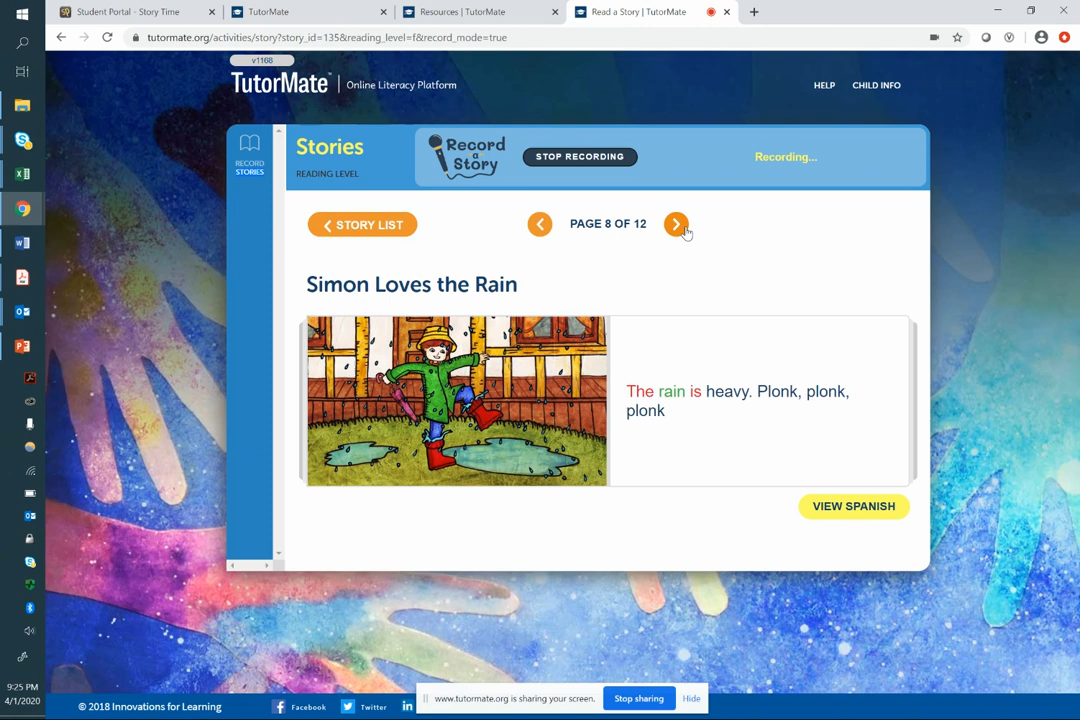 Student Portal - Story Time
TutorMate
Resources | TutorMate
Read a Story | TutorMate
tutormate.org/activities/story?story_id=135&reading_level=f&record_mode=true
v1168
TutorMate™ | Online Literacy Platform
HELP
CHILD INFO
RECORD
STORIES
Stories
READING LEVEL
Record
a
Story
STOP RECORDING
Recording...
STORY LIST
PAGE 8 OF 12
Simon Loves the Rain
The rain is heavy. Plonk, plonk,
plonk
VIEW SPANISH
9:25 PM
4/1/2020
© 2018 Innovations for Learning
Facebook
Twitter
in
www.tutormate.org is sharing your screen.
Stop sharing
Hide